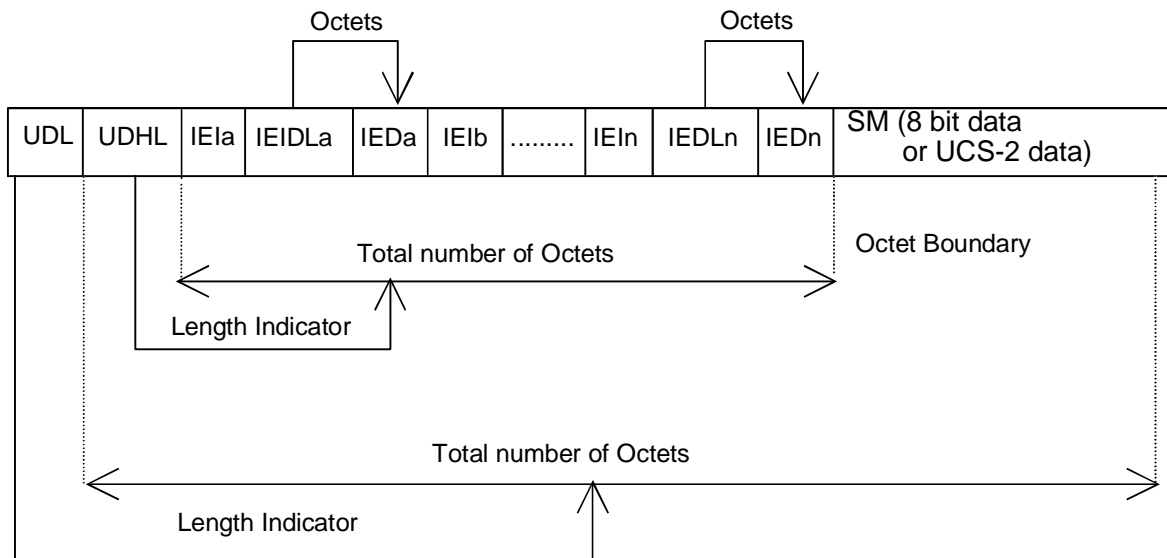 Octets Octets
UDL UDHL IEIa IEIDLa IEDa IEIb ......... IEIn IEDLn IEDn SM (8 bit data
or UCS-2 data)
Total number of Octets Octet Boundary
Length Indicator
Total number of Octets
Length Indicator